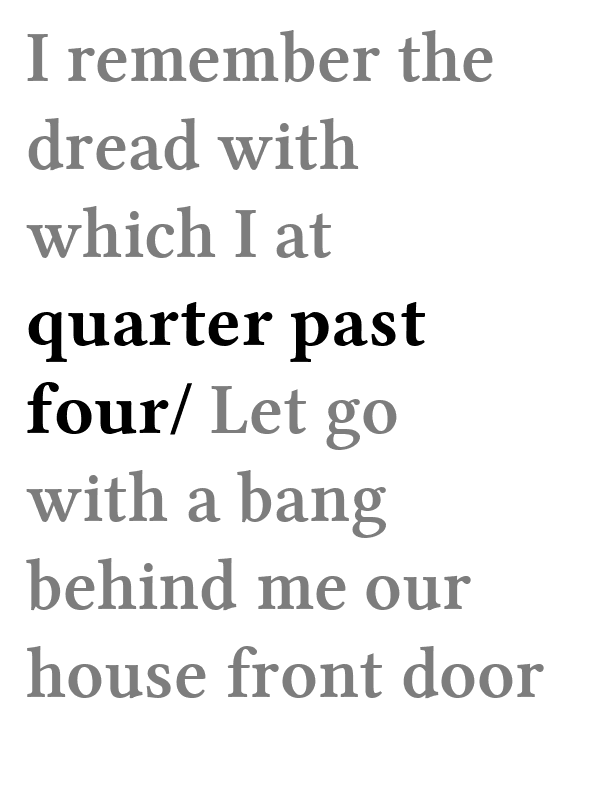 I remember the
dread with
which I at
quarter past
four/ Let go
with a bang
behind me our
house front door